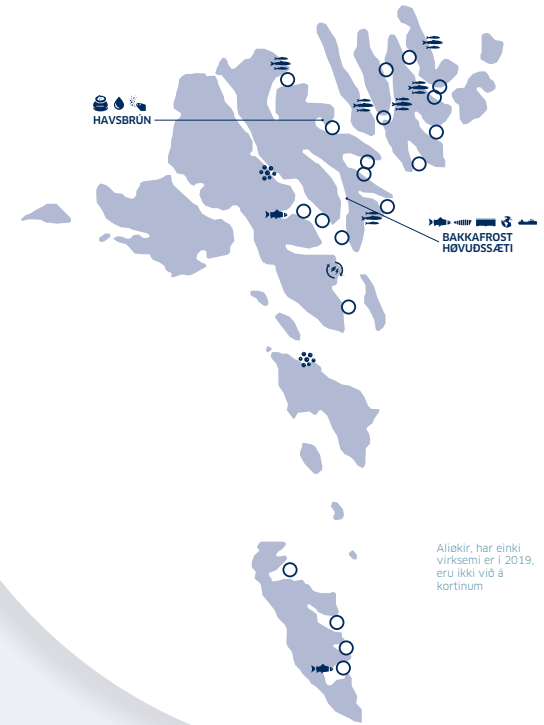 HAVSBRÚN
BAKKAFROST
HØVUÐSSÆTI
Aliøkir, har einki
virksemi er í 2019,
eru ikki við á
kortinum